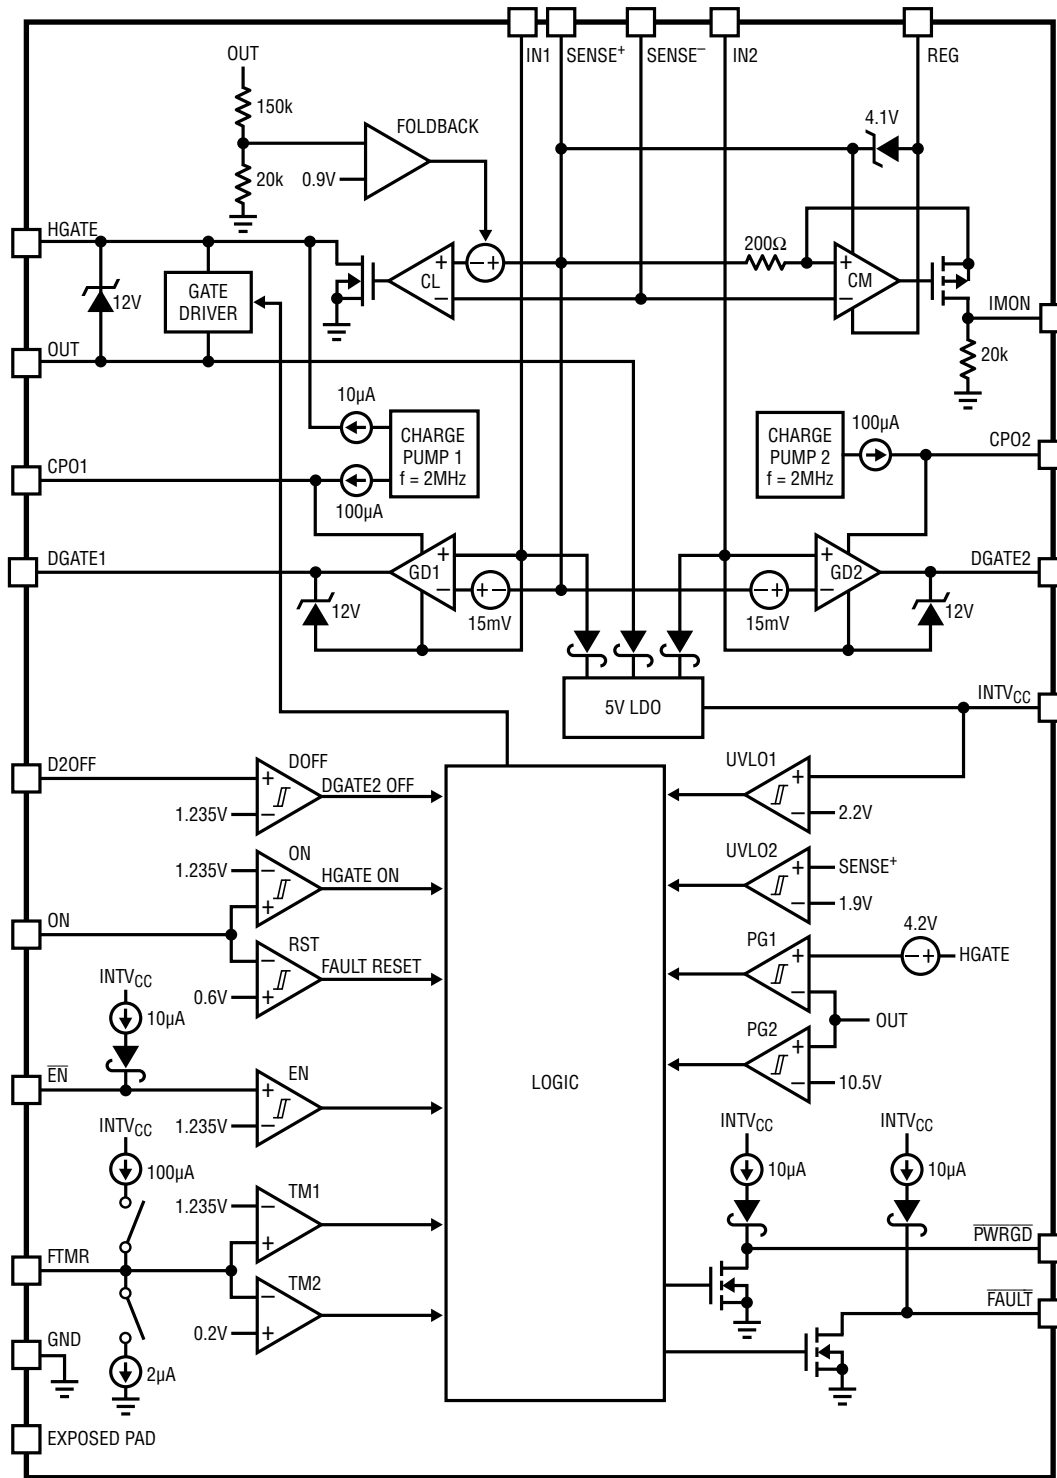 IN1
SENSE+
SENSE−
IN2
REG
OUT
150k
20k
0.9V
FOLDBACK
4.1V
HGATE
12V
GATE
DRIVER
− +
+
−
CL
200Ω
+
−
CM
IMON
20k
OUT
10µA
100µA
CHARGE
PUMP 1
f = 2MHz
CHARGE
PUMP 2
f = 2MHz
100µA
CPO1
CPO2
DGATE1
12V
GD1
+
−
+ −
15mV
− +
15mV
+
−
GD2
12V
DGATE2
5V LDO
INTVCC
D2OFF
DOFF
+
−
1.235V
DGATE2 OFF
UVLO1
+
−
2.2V
ON
1.235V
−
+
HGATE ON
UVLO2
+
−
SENSE+
1.9V
ON
RST
−
+
0.6V
FAULT RESET
PG1
+
−
4.2V
− +
HGATE
OUT
PG2
+
−
10.5V
INTVCC
10µA
EN
EN
+
−
1.235V
LOGIC
INTVCC
100µA
INTVCC
10µA
INTVCC
10µA
TM1
1.235V
−
+
PWRGD
FTMR
TM2
−
+
0.2V
FAULT
GND
2µA
EXPOSED PAD